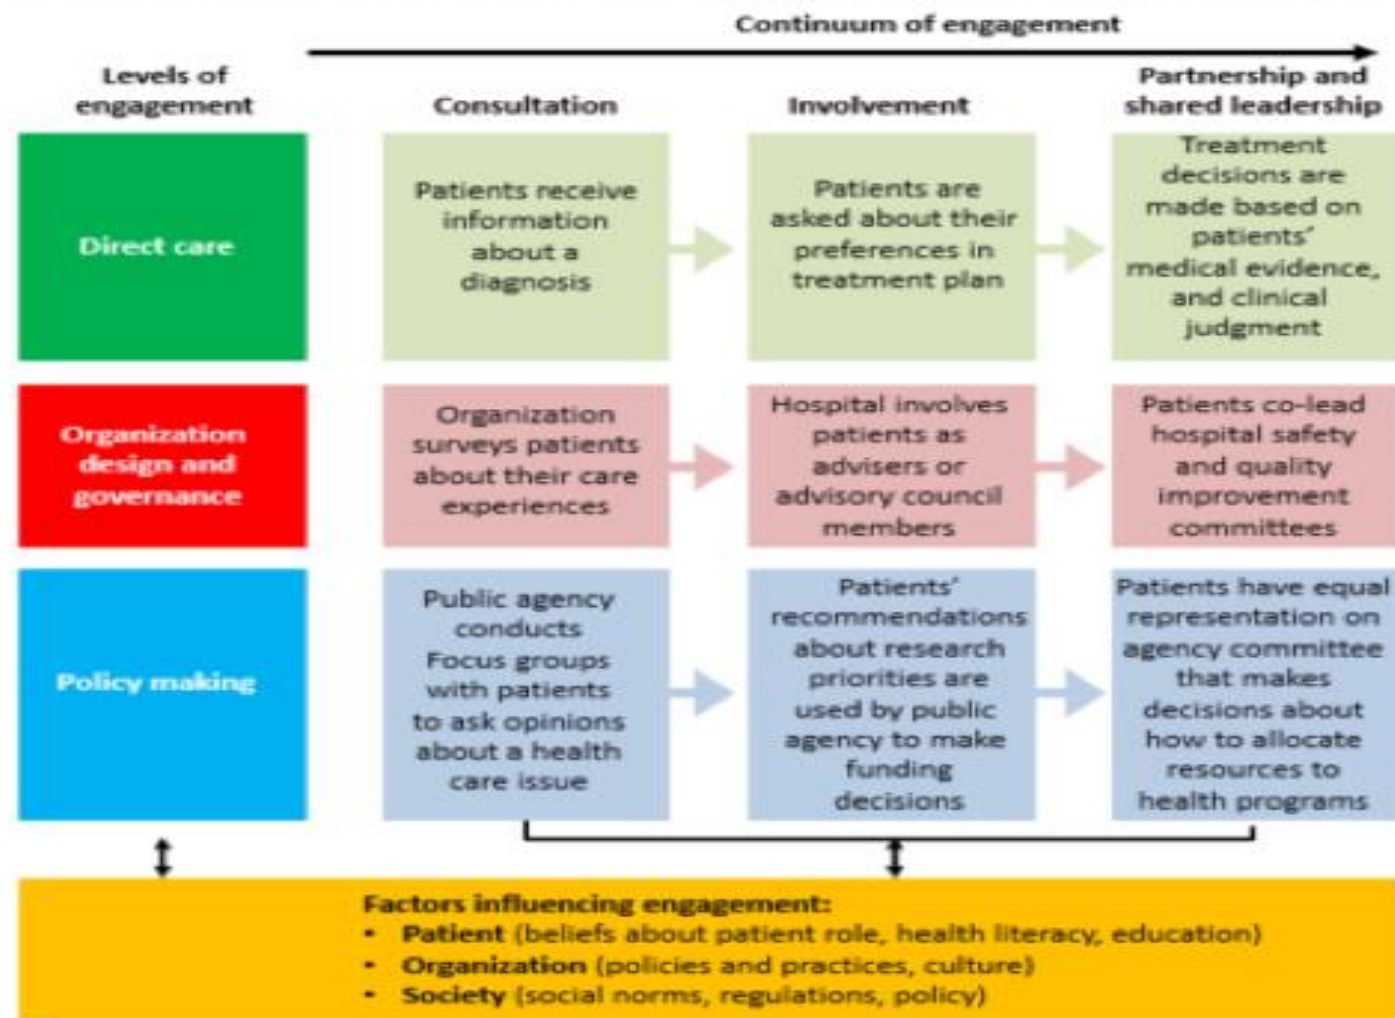 Continuum of engagement
Levels of
engagement
Consultation
Involvement
Partnership and
shared leadership
Direct care
Patients receive
information
about a
diagnosis
Patients are
asked about their
preferences in
treatment plan
Treatment
decisions are
made based on
patients’
medical evidence,
and clinical
judgment
Organization
design and
governance
Organization
surveys patients
about their care
experiences
Hospital involves
patients as
advisers or
advisory council
members
Patients co-lead
hospital safety
and quality
improvement
committees
Policy making
Public agency
conducts
Focus groups
with patients
to ask opinions
about a health
care issue
Patients’
recommendations
about research
priorities are
used by public
agency to make
funding
decisions
Patients have equal
representation on
agency committee
that makes
decisions about
how to allocate
resources to
health programs
Factors influencing engagement:
• Patient (beliefs about patient role, health literacy, education)
• Organization (policies and practices, culture)
• Society (social norms, regulations, policy)